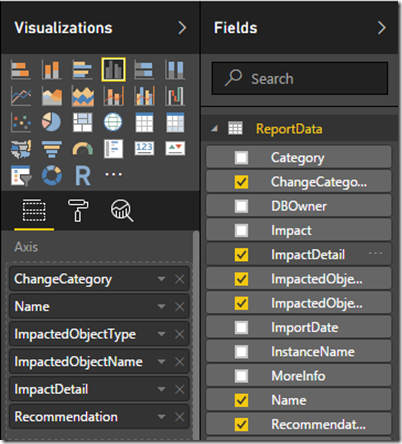 Visualizations
Fields
Search
R
123
ReportData
Category
ChangeCatego...
DBOwner
Impact
ImpactDetail
ImpactedObje...
ImpactedObje...
ImportDate
InstanceName
MoreInfo
Name
Recommendat...
Axis
ChangeCategory
Name
ImpactedObjectType
ImpactedObjectName
ImpactDetail
Recommendation